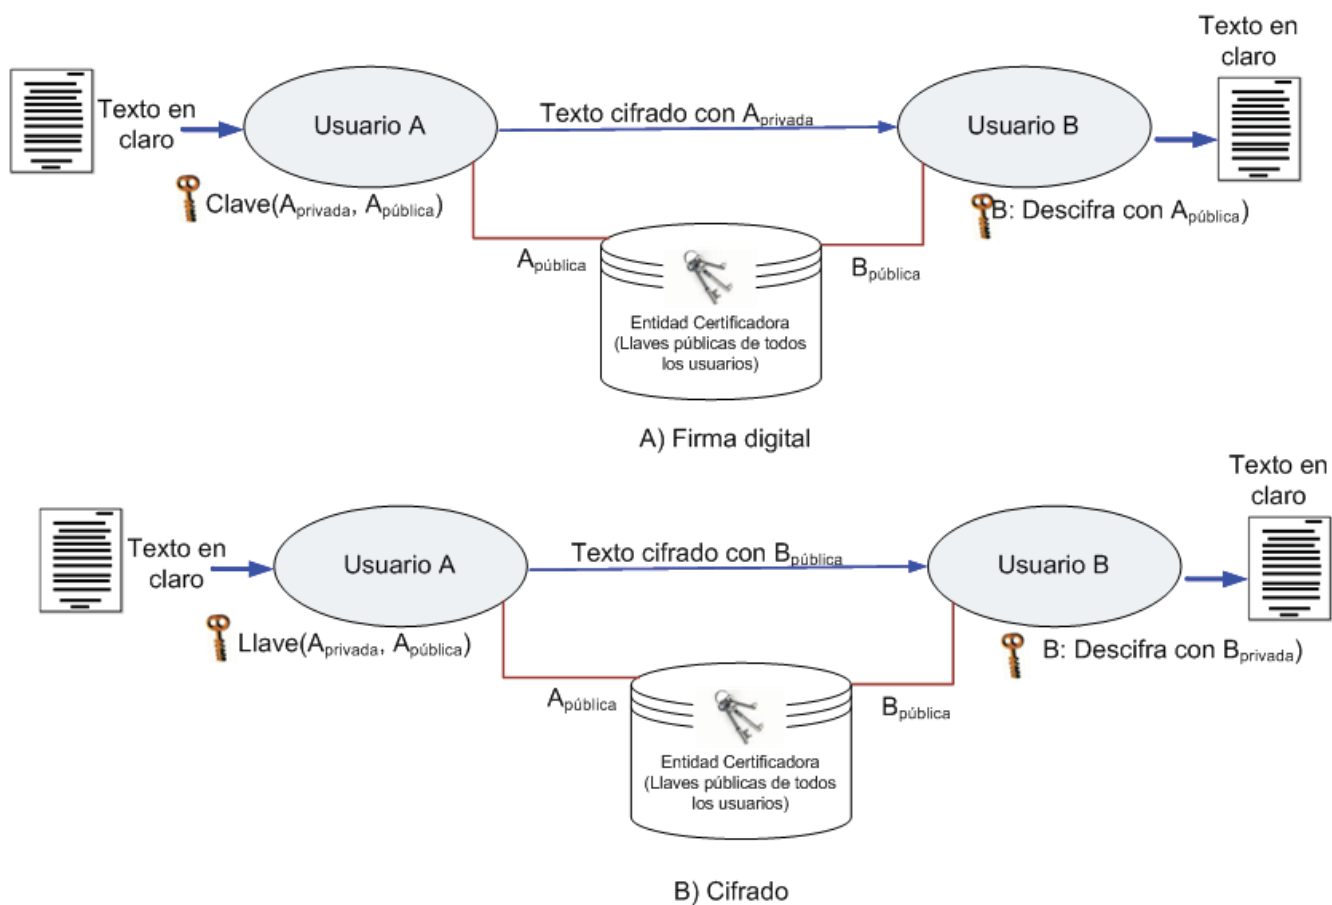 Texto en
claro
Texto en
claro
Usuario A
Texto cifrado con Aprivada
Usuario B
Clave(Aprivada, Apública)
B: Descifra con Apública)
Apública
Bpública
Entidad Certificadora
(Llaves públicas de todos
los usuarios)
A) Firma digital
Texto en
claro
Texto en
claro
Usuario A
Texto cifrado con Bpública
Usuario B
Llave(Aprivada, Apública)
B: Descifra con Bprivada)
Apública
Bpública
Entidad Certificadora
(Llaves públicas de todos
los usuarios)
B) Cifrado